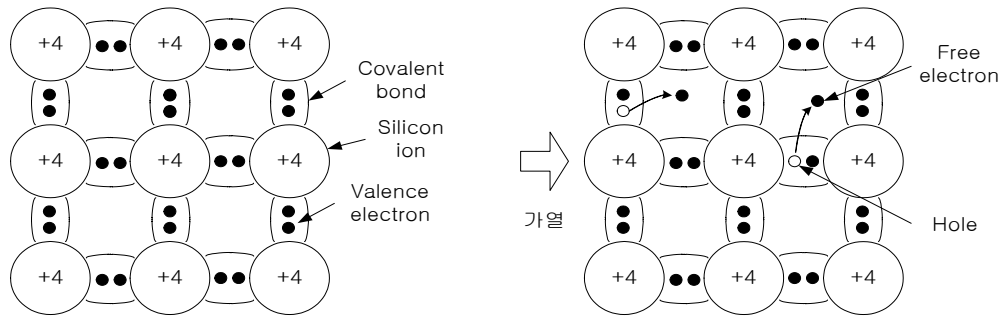 +4 +4 +4
Covalent
bond
+4 +4 +4
Silicon
ion
Valence
electron
+4 +4 +4
가열
+4 +4 +4
Free
electron
+4 +4 +4
Hole
+4 +4 +4